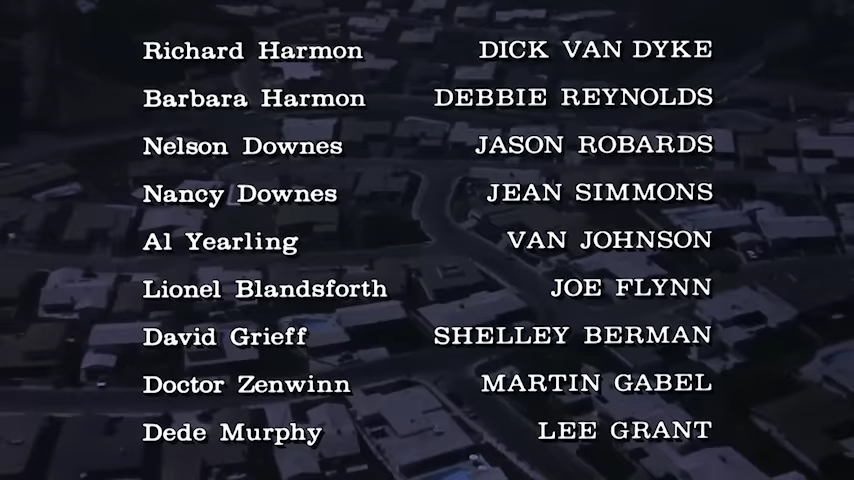 Richard Harmon DICK VAN DYKE
Barbara Harmon DEBBIE REYNOLDS
Nelson Downes JASON ROBARDS
Nancy Downes JEAN SIMMONS
Al Yearling VAN JOHNSON
Lionel Blandsforth JOE FLYNN
David Grieff SHELLEY BERMAN
Doctor Zenwinn MARTIN GABEL
Dede Murphy LEE GRANT